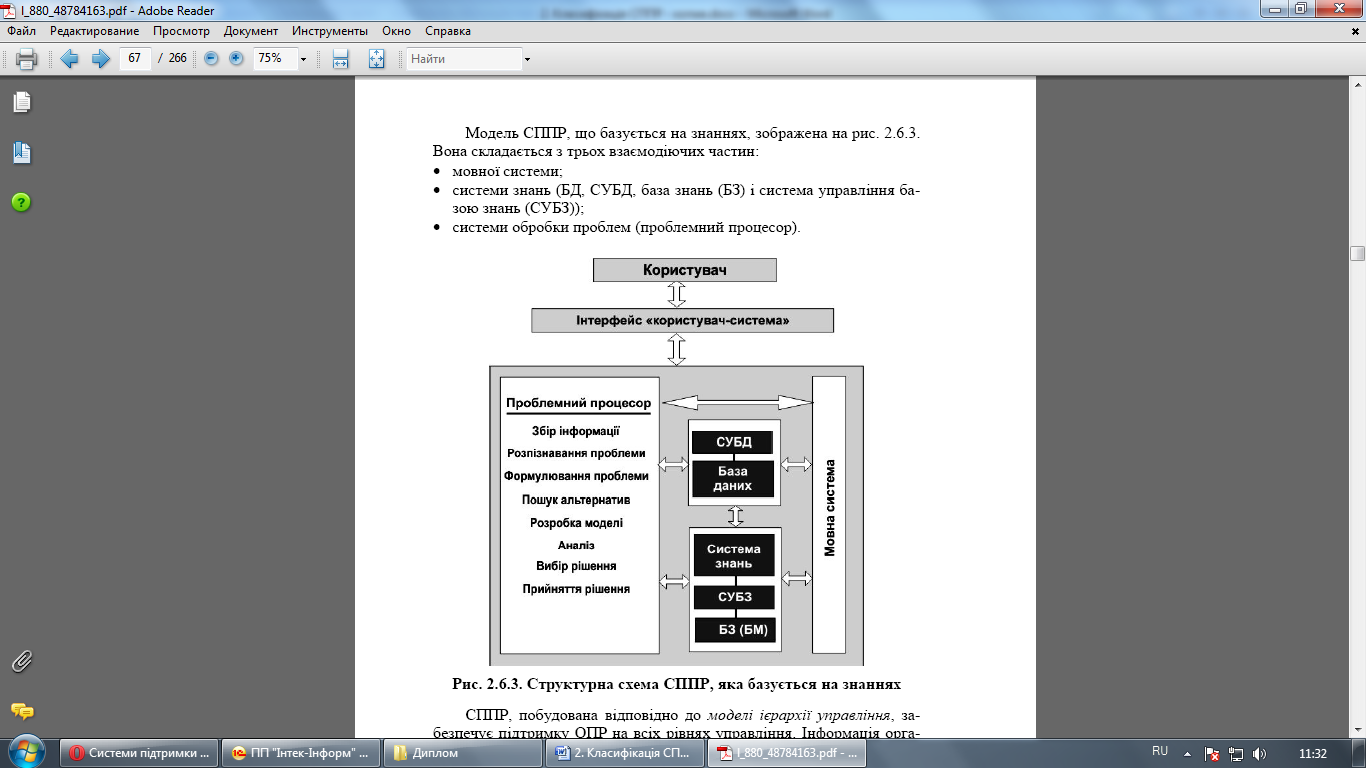 I_880_48784163.pdf - Adobe Reader
Файл Редактирование Просмотр Документ Инструменты Окно Справка
67 / 266 75% Найти
Модель СППР, що базується на знаннях, зображена на рис. 2.6.3.
Вона складається з трьох взаємодіючих частин:
• мовної системи;
• системи знань (БД, СУБД, база знань (БЗ) і система управління ба-
зою знань (СУБЗ));
• системи обробки проблем (проблемний процесор).
Користувач
Інтерфейс «користувач-система»
Проблемний процесор
Збір інформації
Розпізнавання проблеми
Формулювання проблеми
Пошук альтернатив
Розробка моделі
Аналіз
Вибір рішення
Прийняття рішення
СУБД
База
даних
Система
знань
СУБЗ
БЗ (БМ)
Мовна система
Рис. 2.6.3. Структурна схема СППР, яка базується на знаннях
СППР, побудована відповідно до моделі ієрархії управління, за-
безпечує підтримку ОПР на всіх рівнях управління. Інформація орга-
Системи підтримки ... ПП "Інтек-Інформ" ... Диплом 2. Класифікація СП... I_880_48784163.pdf - ... RU 11:32